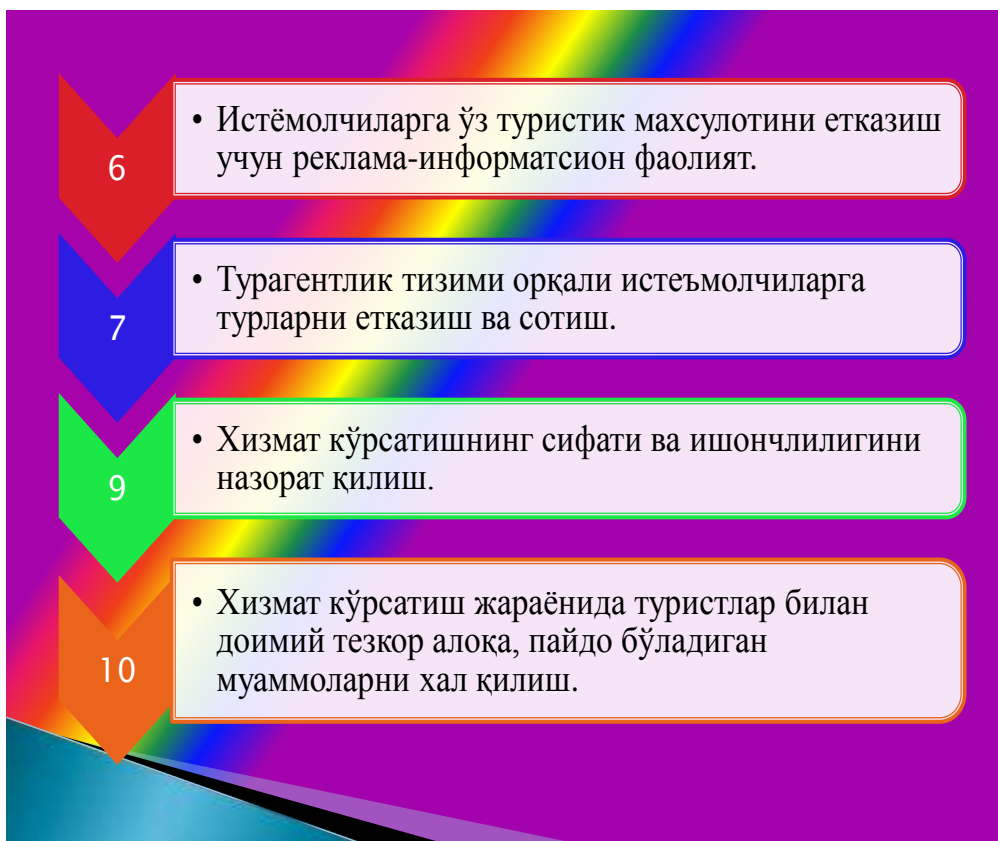 6
• Истёмолчиларга ўз туристик махсулотини етказиш
учун реклама-информатсион фаолият.
7
• Турагентлик тизими орқали истеъмолчиларга
турларни етказиш ва сотиш.
9
• Хизмат кўрсатишнинг сифати ва ишончлилигини
назорат қилиш.
10
• Хизмат кўрсатиш жараёнида туристлар билан
доимий тезкор алоқа, пайдо бўладиган
муаммоларни хал қилиш.